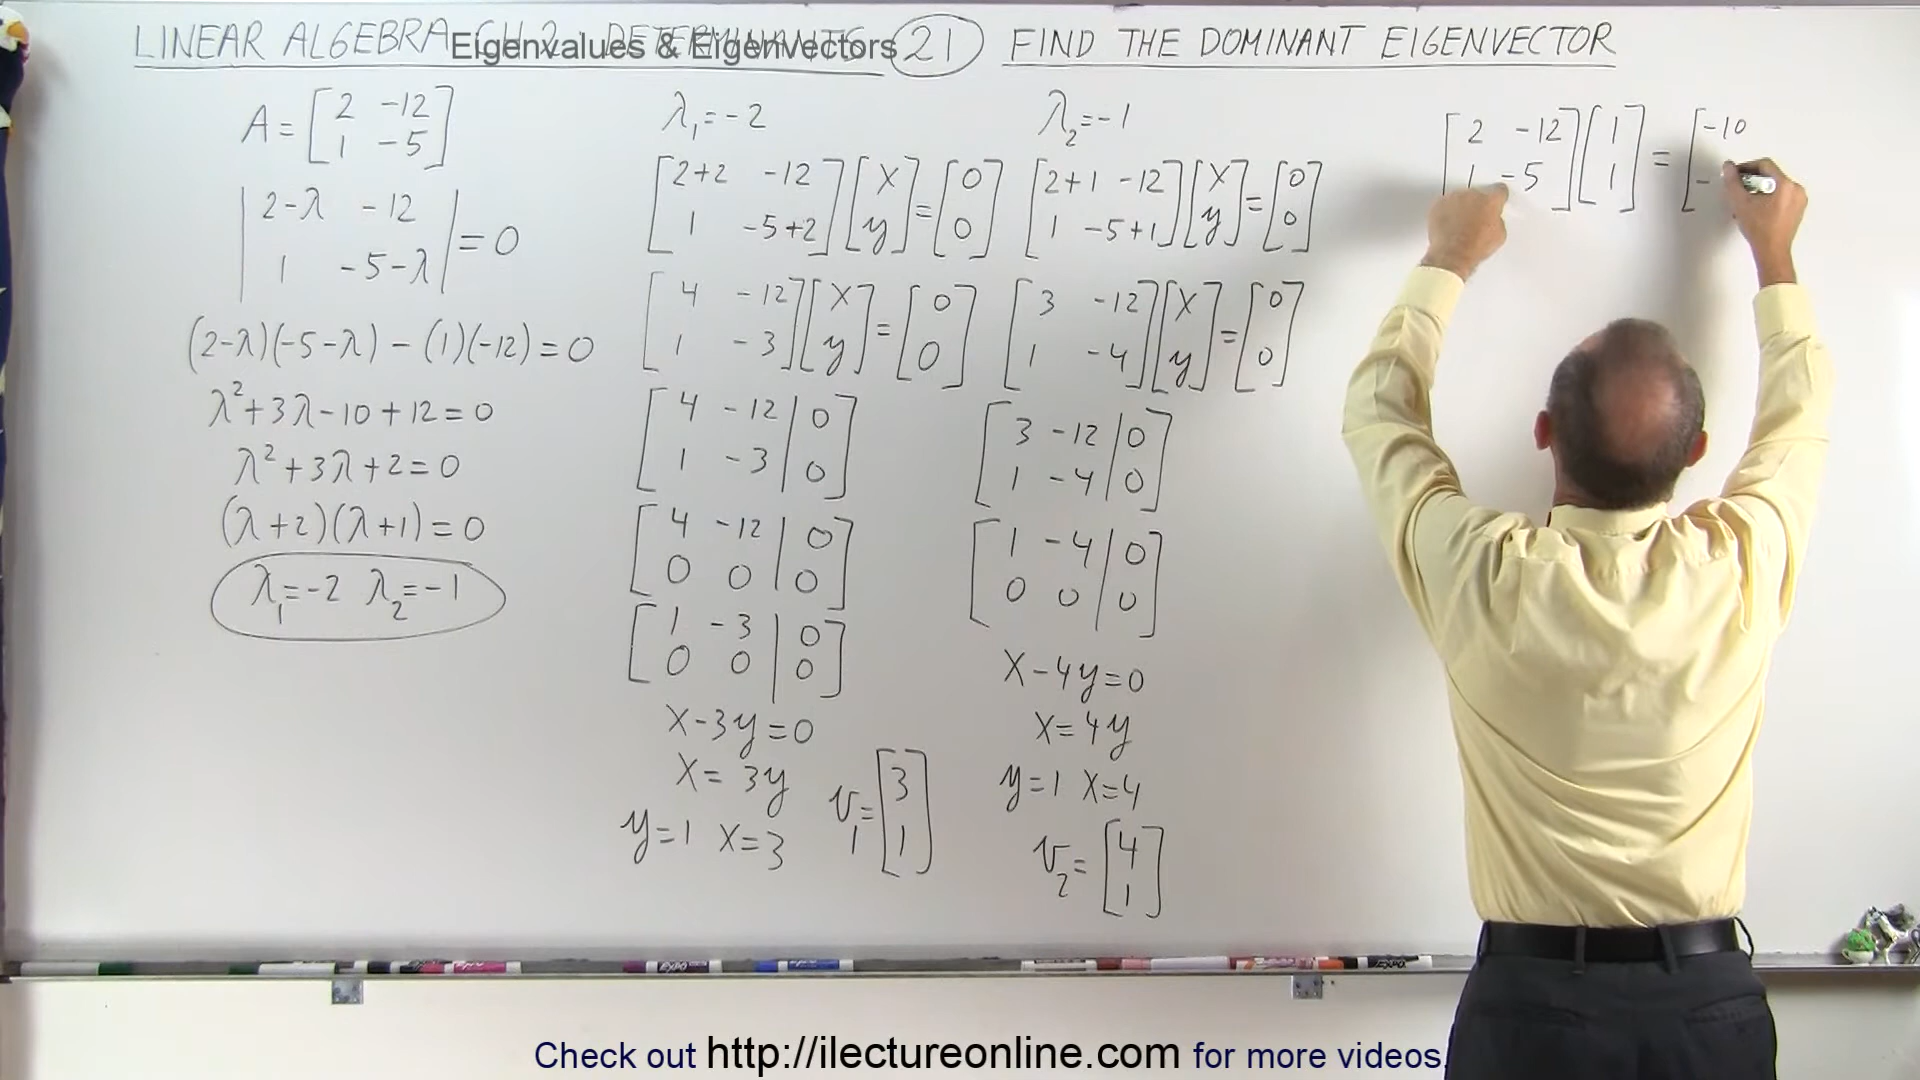 LINEAR ALGEBRA CH 2: DETERMINANTS 21 FIND THE DOMINANT EIGENVECTOR
Eigenvalues & Eigenvectors
A = [2 -12
1 -5]
|2-λ -12
1 -5-λ| = 0
(2-λ)(-5-λ) - (1)(-12) = 0
λ² + 3λ - 10 + 12 = 0
λ² + 3λ + 2 = 0
(λ+2)(λ+1) = 0
λ₁ = -2 λ₂ = -1
λ₁ = -2
[2+2 -12] [x] = [0]
[1 -5+2] [y] [0]
[4 -12] [x] = [0]
[1 -3] [y] [0]
[4 -12 | 0]
[1 -3 | 0]
[4 -12 | 0]
[0 0 | 0]
[1 -3 | 0]
[0 0 | 0]
x - 3y = 0
x = 3y
y = 1 x = 3
v₁ = [3
1]
λ₂ = -1
[2+1 -12] [x] = [0]
[1 -5+1] [y] [0]
[3 -12] [x] = [0]
[1 -4] [y] [0]
[3 -12 | 0]
[1 -4 | 0]
[1 -4 | 0]
[0 0 | 0]
x - 4y = 0
x = 4y
y = 1 x = 4
v₂ = [4
1]
[2 -12] [1] = [-10
[1 -5] [1] [-
Check out http://ilectureonline.com for more videos.